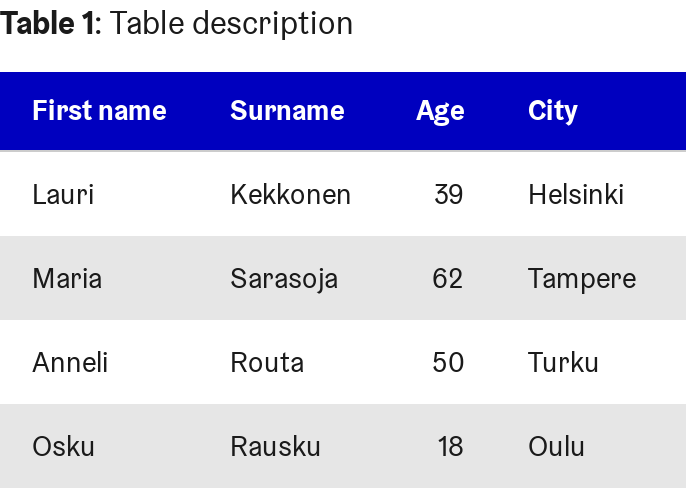 Table 1: Table description
First name Surname Age City
Lauri Kekkonen 39 Helsinki
Maria Sarasoja 62 Tampere
Anneli Routa 50 Turku
Osku Rausku 18 Oulu